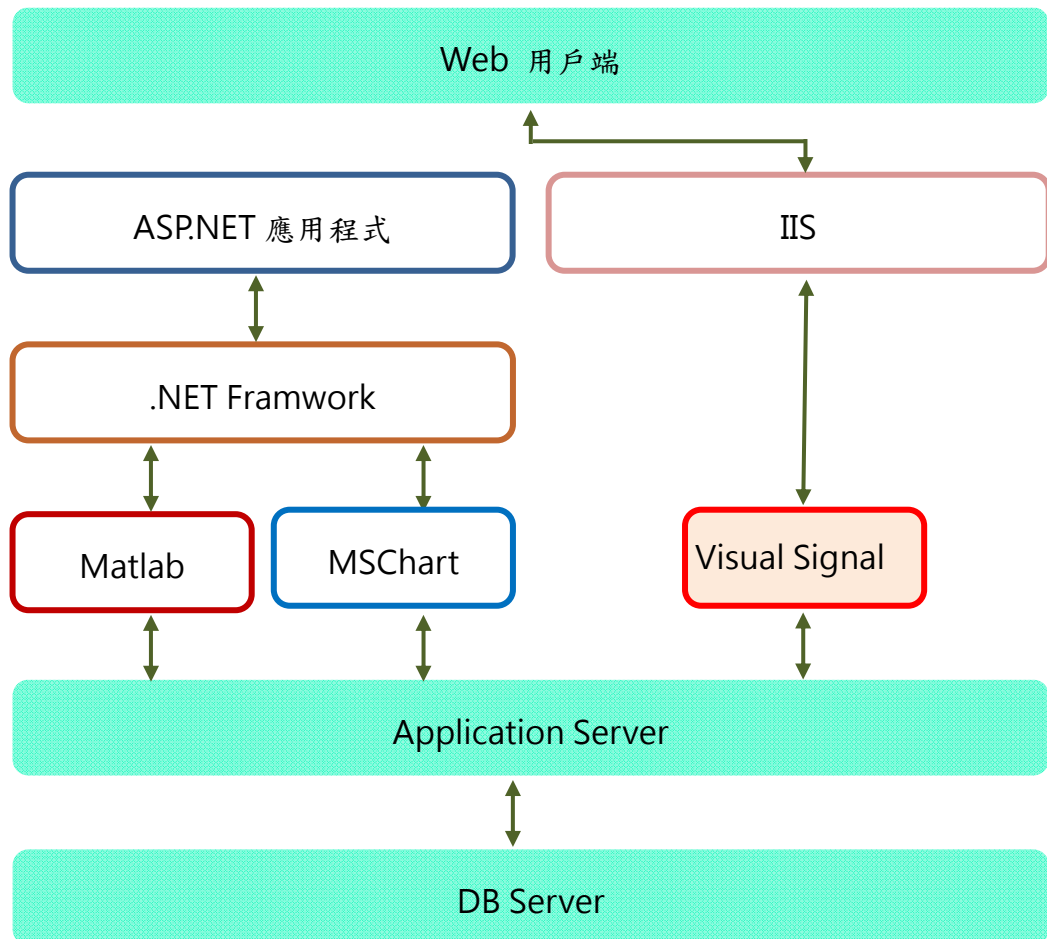 Web 用戶端
ASP.NET 應用程式
IIS
.NET Framwork
Matlab
MSChart
Visual Signal
Application Server
DB Server